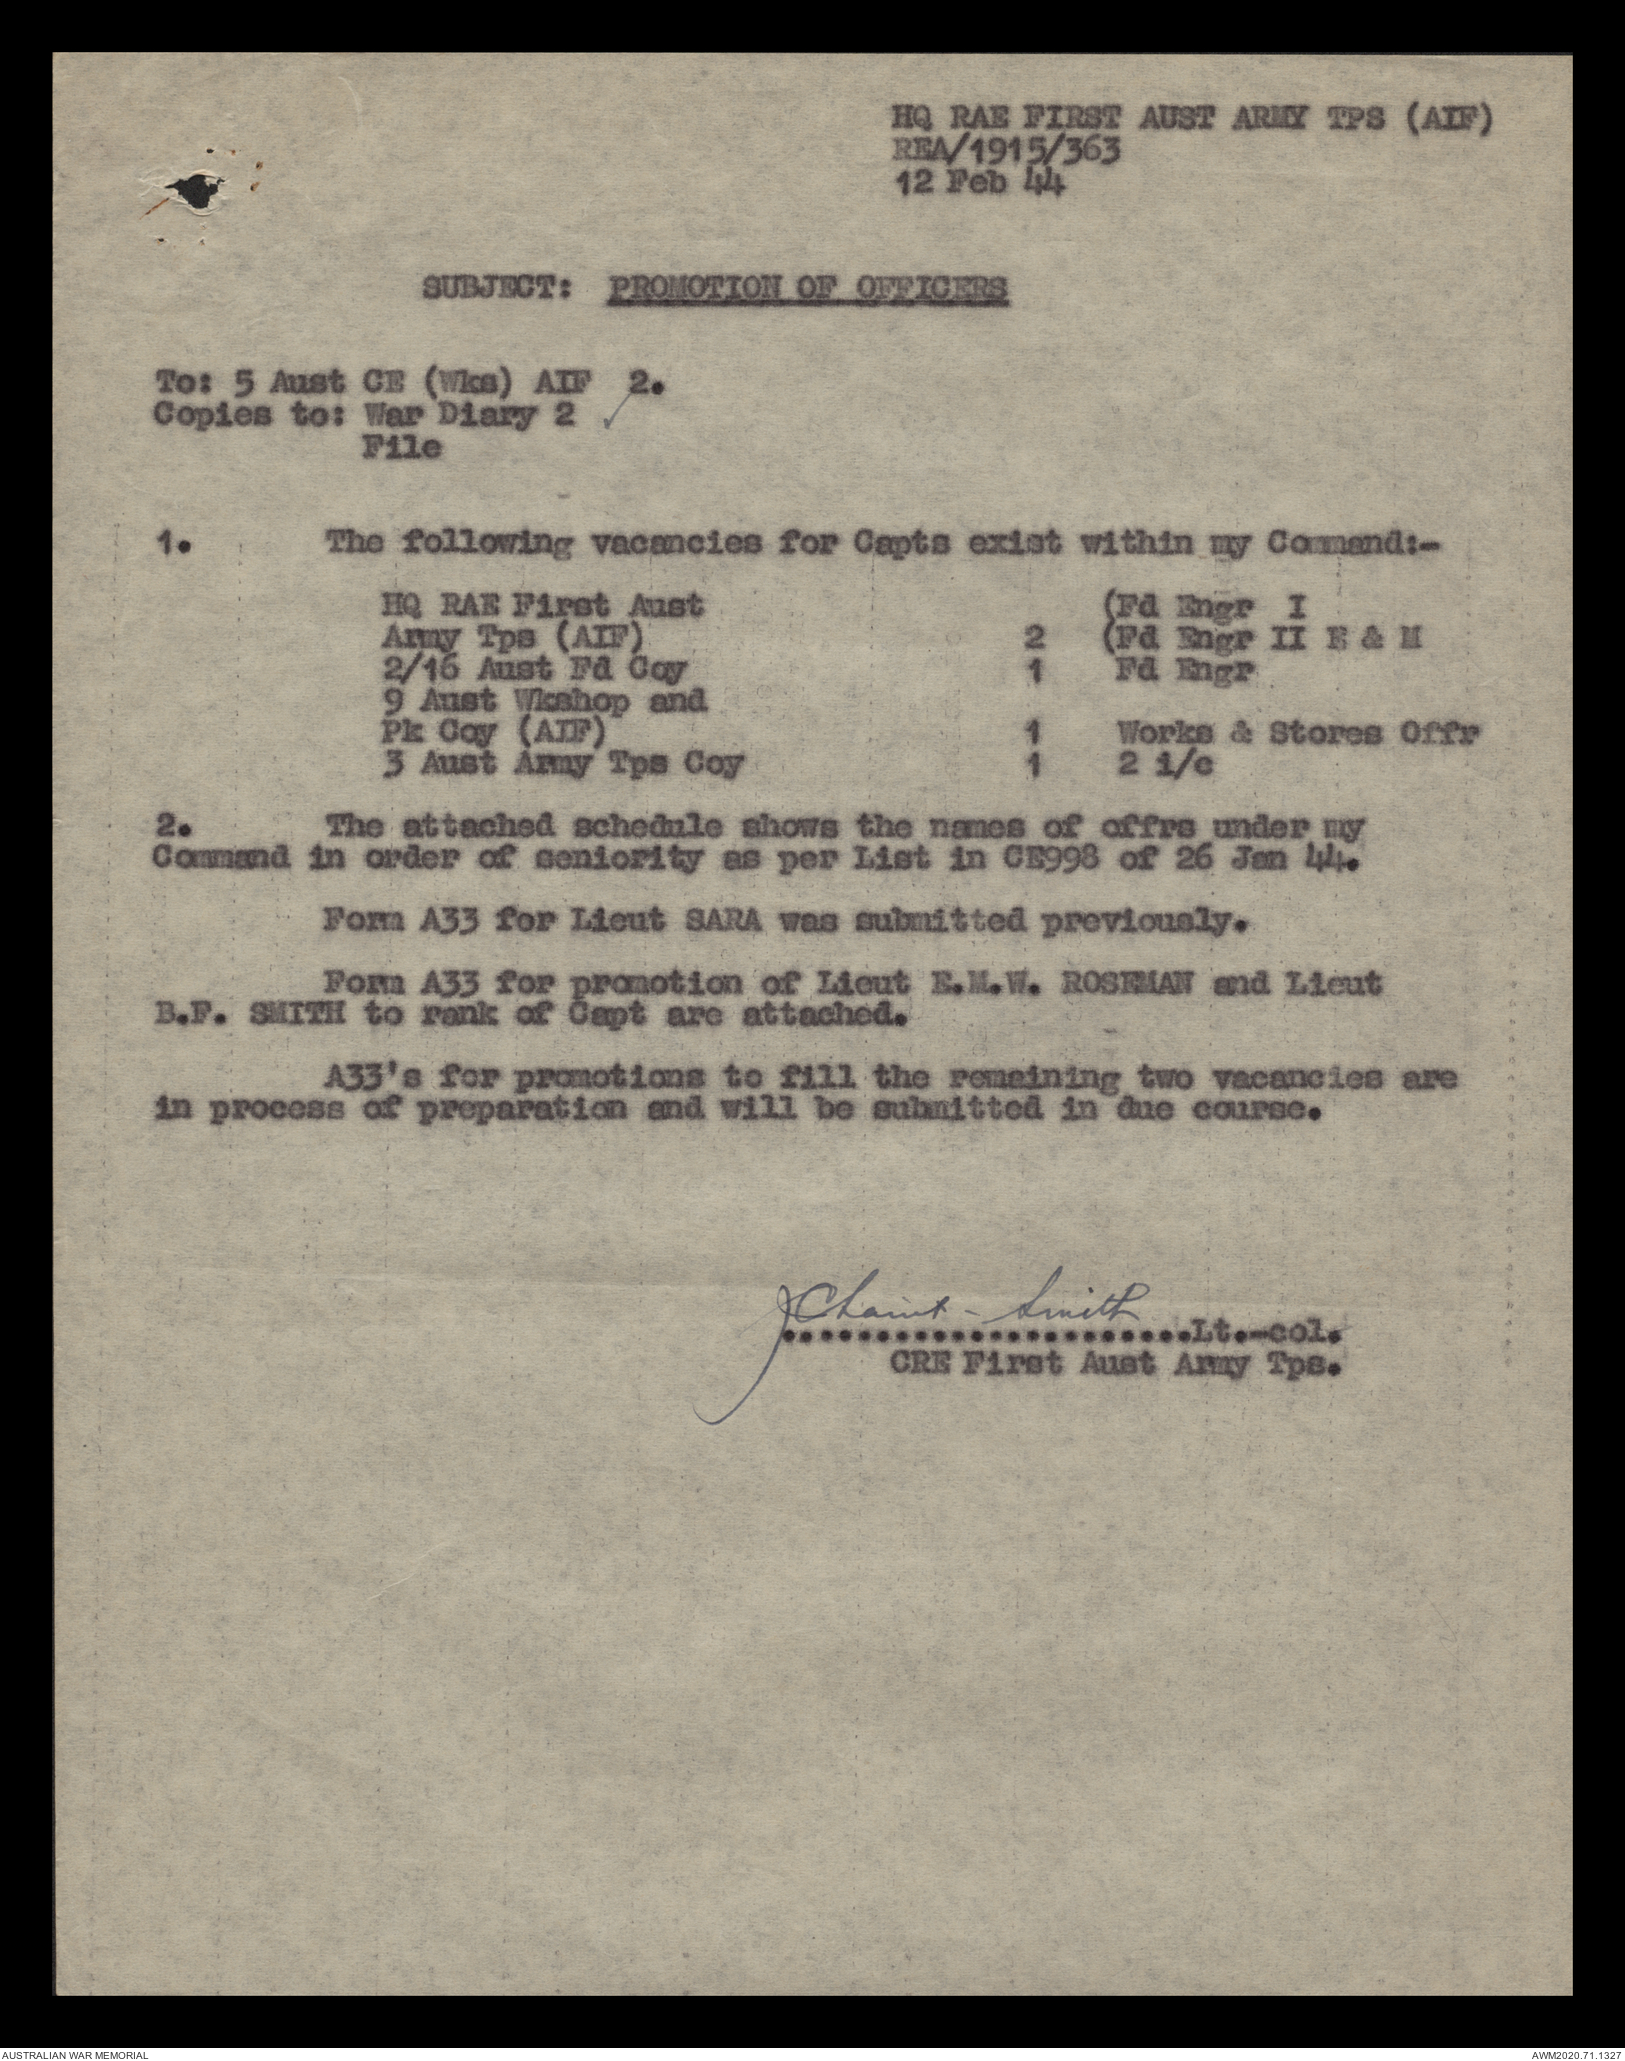 HQ RAE FIRST AUST ARMY TPS (AIF)
REA/1915/363
12 Feb 44
SUBJECT: PROMOTION OF OFFICERS
To: 5 Aust CE (Wks) AIF 2.
Copies to: War Diary 2 ✓
File
1. The following vacancies for Capts exist within my Command:-
HQ RAE First Aust (Fd Engr I
Army Tps (AIF) 2 (Fd Engr II E & M
2/16 Aust Fd Coy 1 Fd Engr
9 Aust Wkshop and
Pk Coy (AIF) 1 Works & Stores Offr
3 Aust Army Tps Coy 1 2 i/c
2. The attached schedule shows the names of offrs under my
Command in order of seniority as per List in CE998 of 26 Jan 44.
Form A33 for Lieut SARA was submitted previously.
Form A33 for promotion of Lieut E.M.W. ROSEMAN and Lieut
B.F. SMITH to rank of Capt are attached.
A33's for promotions to fill the remaining two vacancies are
in process of preparation and will be submitted in due course.
Smith
......................Lt.-col.
CRE First Aust Army Tps.
AUSTRALIAN WAR MEMORIAL
AWM2020.71.1327